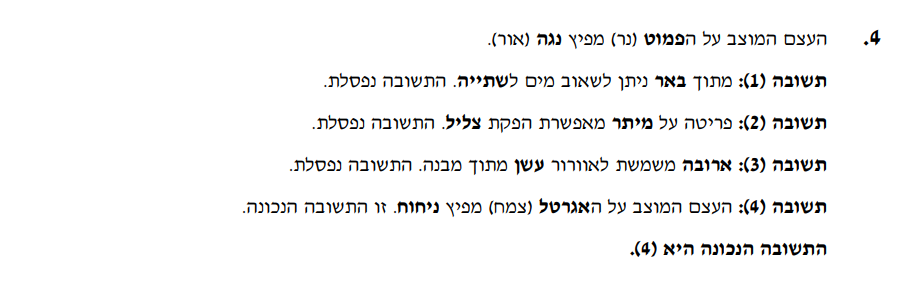 4. העצם המוצב על הפמוט (נר) מפיץ נגה (אור).
תשובה (1): מתוך באר ניתן לשאוב מים לשתייה. התשובה נפסלת.
תשובה (2): פריטה על מיתר מאפשרת הפקת צליל. התשובה נפסלת.
תשובה (3): ארובה משמשת לאוורור עשן מתוך מבנה. התשובה נפסלת.
תשובה (4): העצם המוצב על האגרטל (צמח) מפיץ ניחוח. זו התשובה הנכונה.
התשובה הנכונה היא (4).